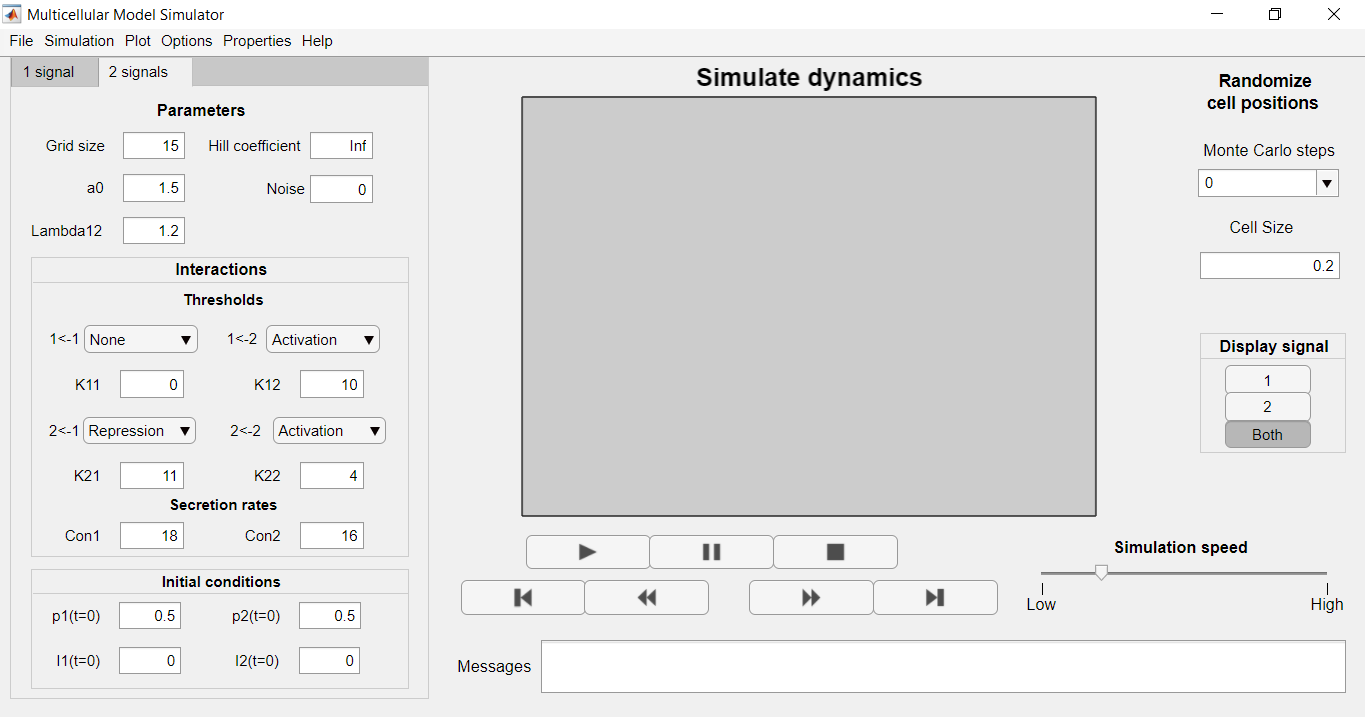 Multicellular Model Simulator
File Simulation Plot Options Properties Help
1 signal 2 signals
Parameters
Grid size 15 Hill coefficient Inf
a0 1.5 Noise 0
Lambda12 1.2
Interactions
Thresholds
1<-1 None 1<-2 Activation
K11 0 K12 10
2<-1 Repression 2<-2 Activation
K21 11 K22 4
Secretion rates
Con1 18 Con2 16
Initial conditions
p1(t=0) 0.5 p2(t=0) 0.5
I1(t=0) 0 I2(t=0) 0
Simulate dynamics
Messages
Simulation speed
Low High
Randomize
cell positions
Monte Carlo steps
0
Cell Size
0.2
Display signal
1
2
Both